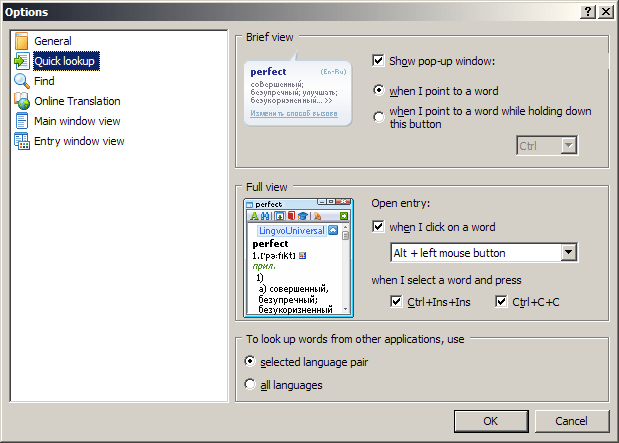 Options
General
Quick lookup
Find
Online Translation
Main window view
Entry window view
Brief view
perfect (En-Ru)
совершенный;
безупречный; улучшать;
безукоризненный... >>
Изменить способ вызова
Show pop-up window:
when I point to a word
when I point to a word while holding down
this button
Ctrl
Full view
perfect
LingvoUniversal
perfect
1.['pə:fikt]
прил.
1)
а) совершенный,
безупречный;
безукоризненный
Open entry:
when I click on a word
Alt + left mouse button
when I select a word and press
Ctrl+Ins+Ins Ctrl+C+C
To look up words from other applications, use
selected language pair
all languages
OK Cancel